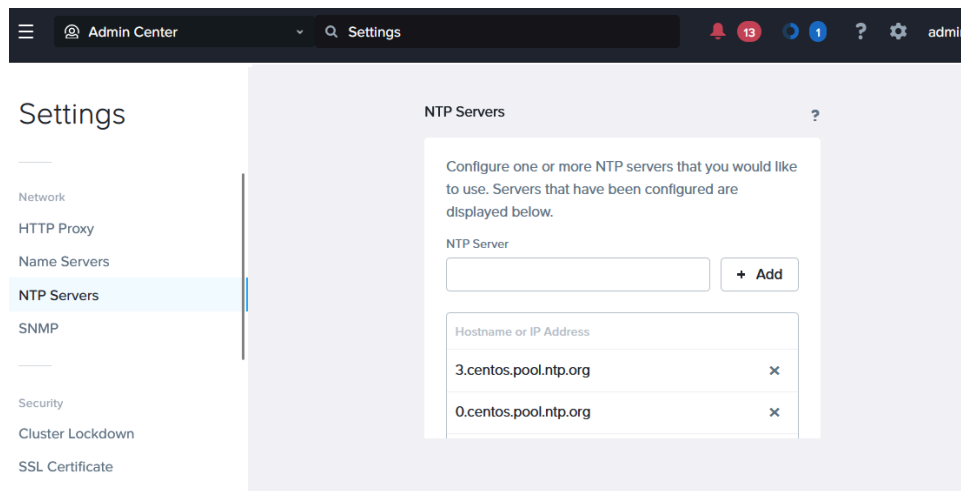 Admin Center
Settings
13
1
?
admin
Settings
Network
HTTP Proxy
Name Servers
NTP Servers
SNMP
Security
Cluster Lockdown
SSL Certificate
NTP Servers
?
Configure one or more NTP servers that you would like
to use. Servers that have been configured are
displayed below.
NTP Server
+ Add
Hostname or IP Address
3.centos.pool.ntp.org
0.centos.pool.ntp.org